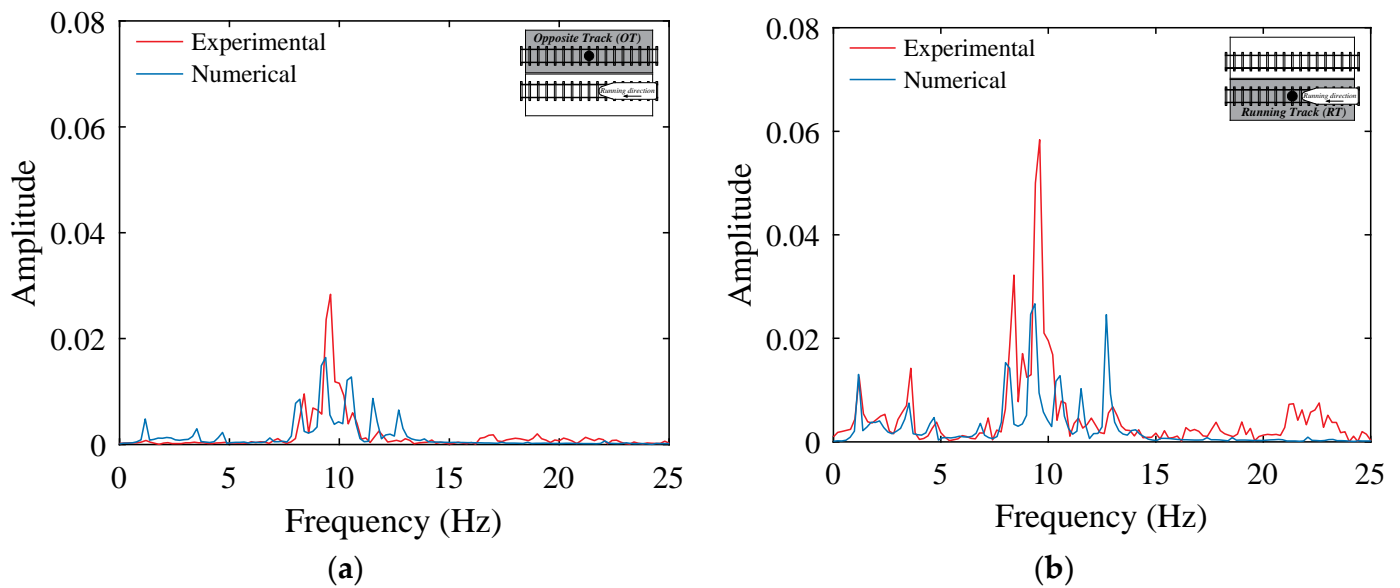 0.08
0.06
0.04
0.02
0
Amplitude
Experimental
Numerical
Opposite Track (OT)
Running direction
0
5
10
15
20
25
Frequency (Hz)
(a)
0.08
0.06
0.04
0.02
0
Amplitude
Experimental
Numerical
Running direction
Running Track (RT)
0
5
10
15
20
25
Frequency (Hz)
(b)